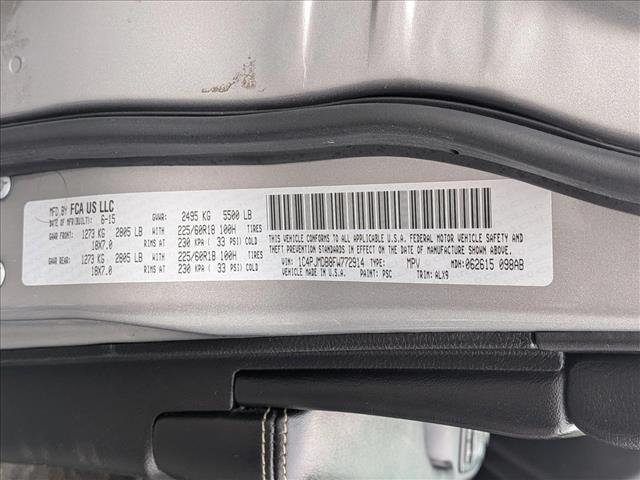 MFD BY FCA US LLC
DATE OF MFR(BUILT): 6-15 GVWR: 2495 KG 5500 LB
GAWR FRONT: 1273 KG 2805 LB WITH 225/60R18 100H TIRES
18X7.0 RIMS AT 230 KPA ( 33 PSI) COLD
GAWR REAR: 1273 KG 2805 LB WITH 225/60R18 100H TIRES
18X7.0 RIMS AT 230 KPA ( 33 PSI) COLD
THIS VEHICLE CONFORMS TO ALL APPLICABLE U.S.A. FEDERAL MOTOR VEHICLE SAFETY AND
THEFT PREVENTION STANDARDS IN EFFECT ON THE DATE OF MANUFACTURE SHOWN ABOVE.
VIN: 1C4PJMDB8FW772914 TYPE: MPV MDH: 062615 098AB
VEHICLE MADE IN U.S.A. PAINT: PSC TRIM: ALX9